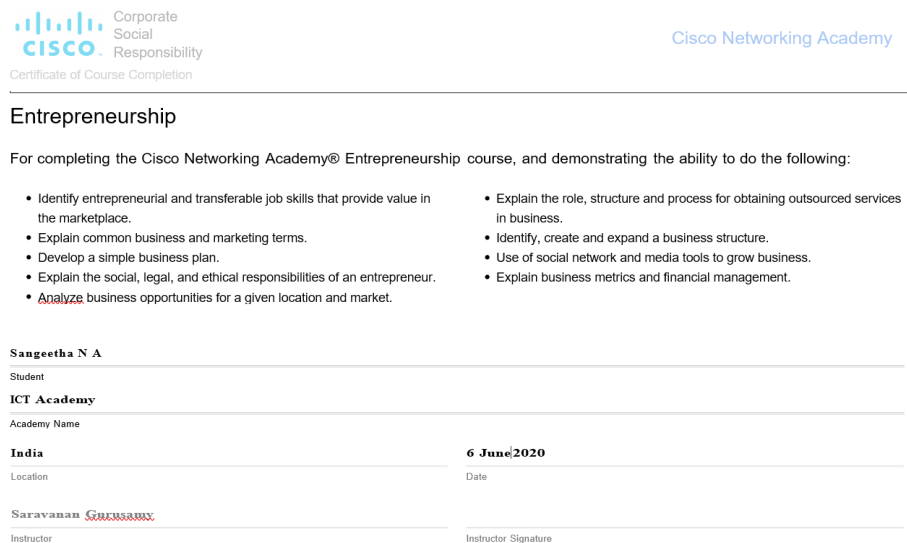 Corporate
Social
CISCO Responsibility
Cisco Networking Academy
Certificate of Course Completion
Entrepreneurship
For completing the Cisco Networking Academy® Entrepreneurship course, and demonstrating the ability to do the following:
• Identify entrepreneurial and transferable job skills that provide value in
the marketplace.
• Explain common business and marketing terms.
• Develop a simple business plan.
• Explain the social, legal, and ethical responsibilities of an entrepreneur.
• Analyze business opportunities for a given location and market.
• Explain the role, structure and process for obtaining outsourced services
in business.
• Identify, create and expand a business structure.
• Use of social network and media tools to grow business.
• Explain business metrics and financial management.
Sangeetha N A
Student
ICT Academy
Academy Name
India
Location
6 June 2020
Date
Saravanan Gurusamy
Instructor
Instructor Signature